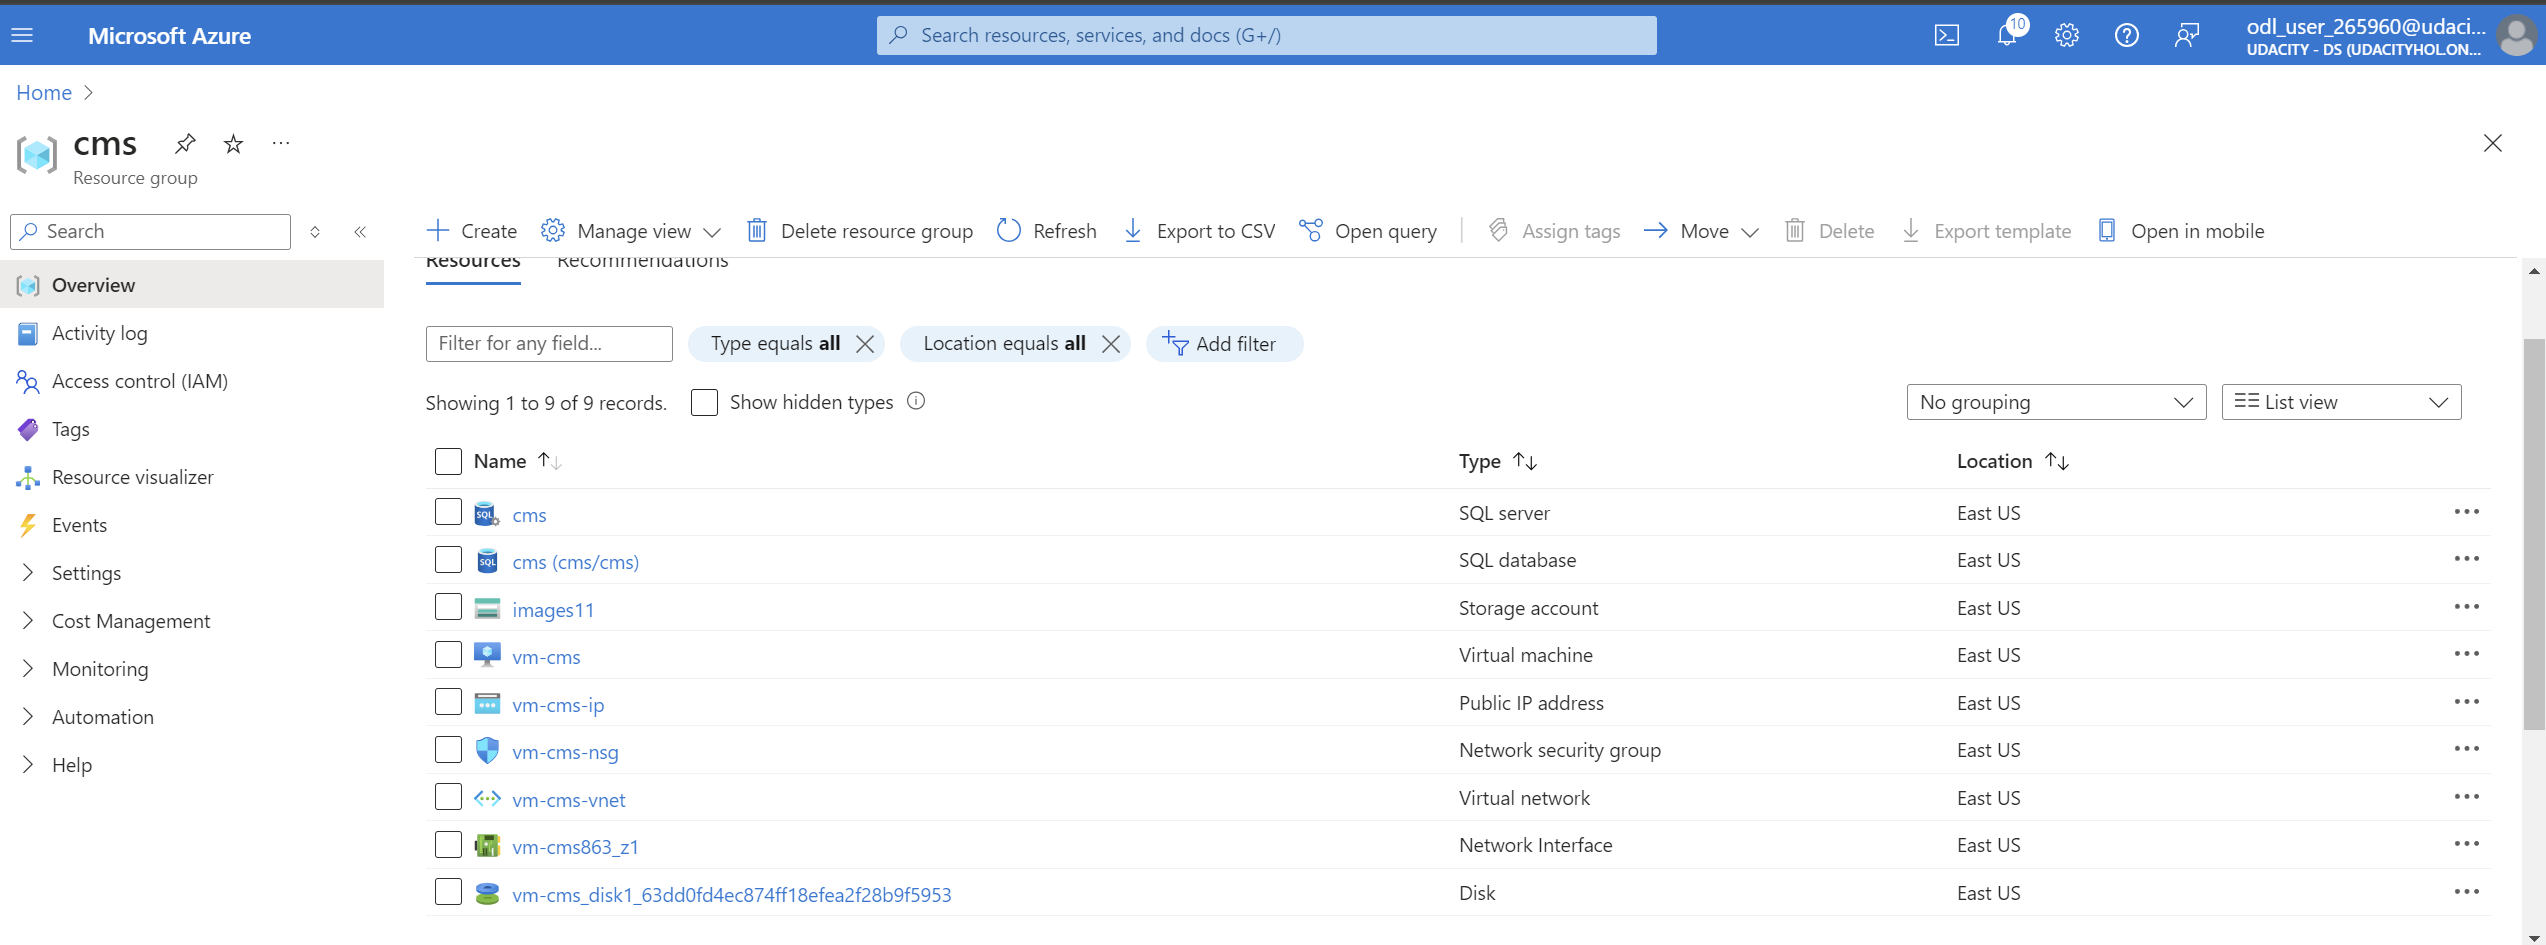 Microsoft Azure
Search resources, services, and docs (G+/)
10
odl_user_265960@udaci...
UDACITY - DS (UDACITYHOL.ON...
Home
cms
Resource group
Search
Create
Manage view
Delete resource group
Refresh
Export to CSV
Open query
Assign tags
Move
Delete
Export template
Open in mobile
Overview
Activity log
Access control (IAM)
Tags
Resource visualizer
Events
Settings
Cost Management
Monitoring
Automation
Help
Resources Recommendations
Filter for any field...
Type equals all
Location equals all
Add filter
Showing 1 to 9 of 9 records.
Show hidden types
No grouping
List view
Name Type Location
cms SQL server East US
cms (cms/cms) SQL database East US
images11 Storage account East US
vm-cms Virtual machine East US
vm-cms-ip Public IP address East US
vm-cms-nsg Network security group East US
vm-cms-vnet Virtual network East US
vm-cms863_z1 Network Interface East US
vm-cms_disk1_63dd0fd4ec874ff18efea2f28b9f5953 Disk East US